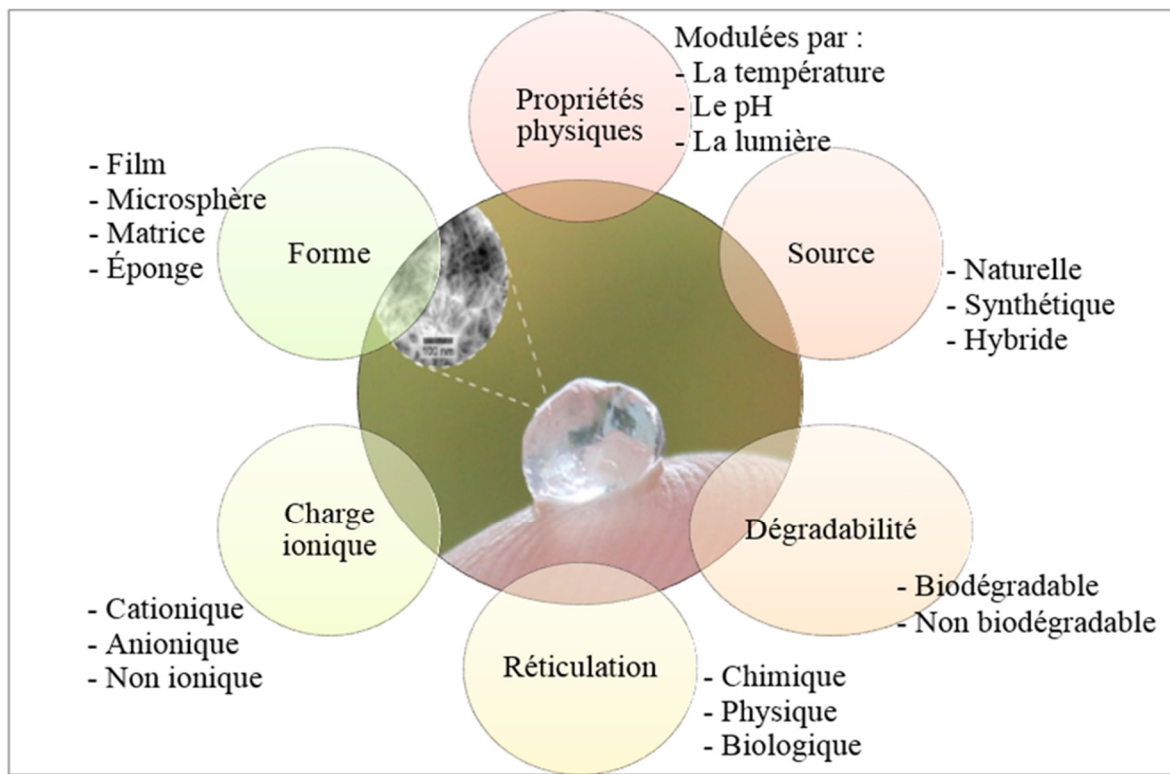 Propriétés
physiques
Modulées par :
- La température
- Le pH
- La lumière
Source
- Naturelle
- Synthétique
- Hybride
Dégradabilité
- Biodégradable
- Non biodégradable
Réticulation
- Chimique
- Physique
- Biologique
Charge
ionique
- Cationique
- Anionique
- Non ionique
Forme
- Film
- Microsphère
- Matrice
- Éponge
100 nm